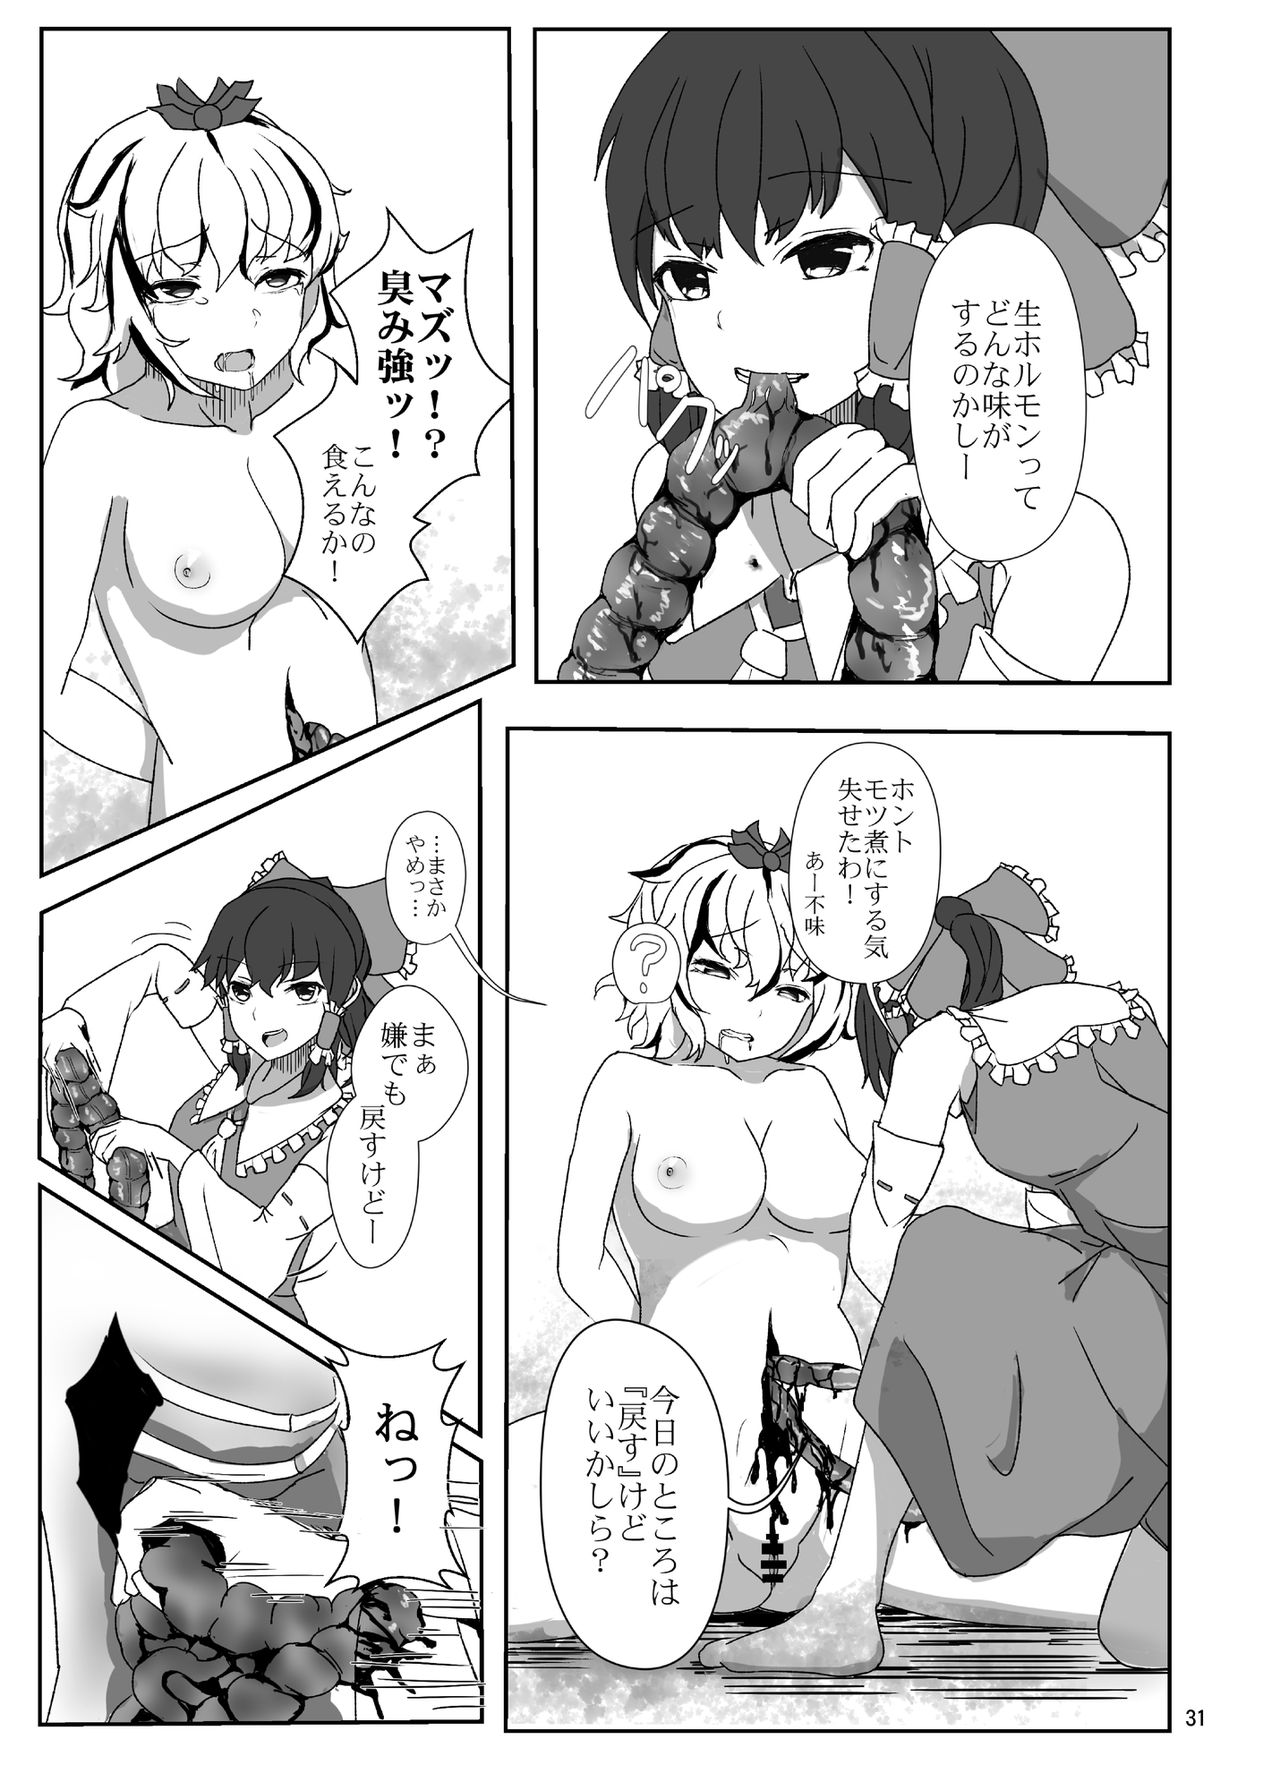 生ホルモンって
どんな味が
するのかしー
マズッ！？
臭み強ッ！
こんなの
食えるか！
ホント
モツ煮にする気
失せたわ！
あー不味
？
今日のところは
『戻す』けど
いいかしら？
…まさか
やめっ…
まぁ
嫌でも
戻すけどー
ねっ！
31